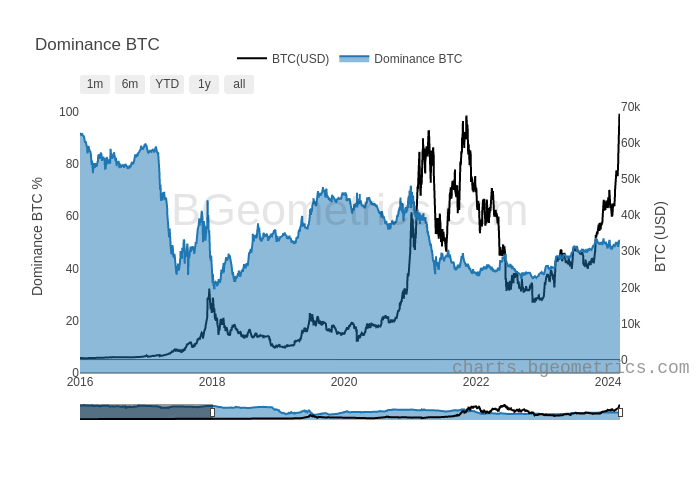 Dominance BTC
BTC(USD) Dominance BTC
1m 6m YTD 1y all
100
80
60
40
20
0
Dominance BTC %
BGeometrics.com
70k
60k
50k
40k
30k
20k
10k
0
BTC (USD)
charts.bgeometrics.com
2016 2018 2020 2022 2024